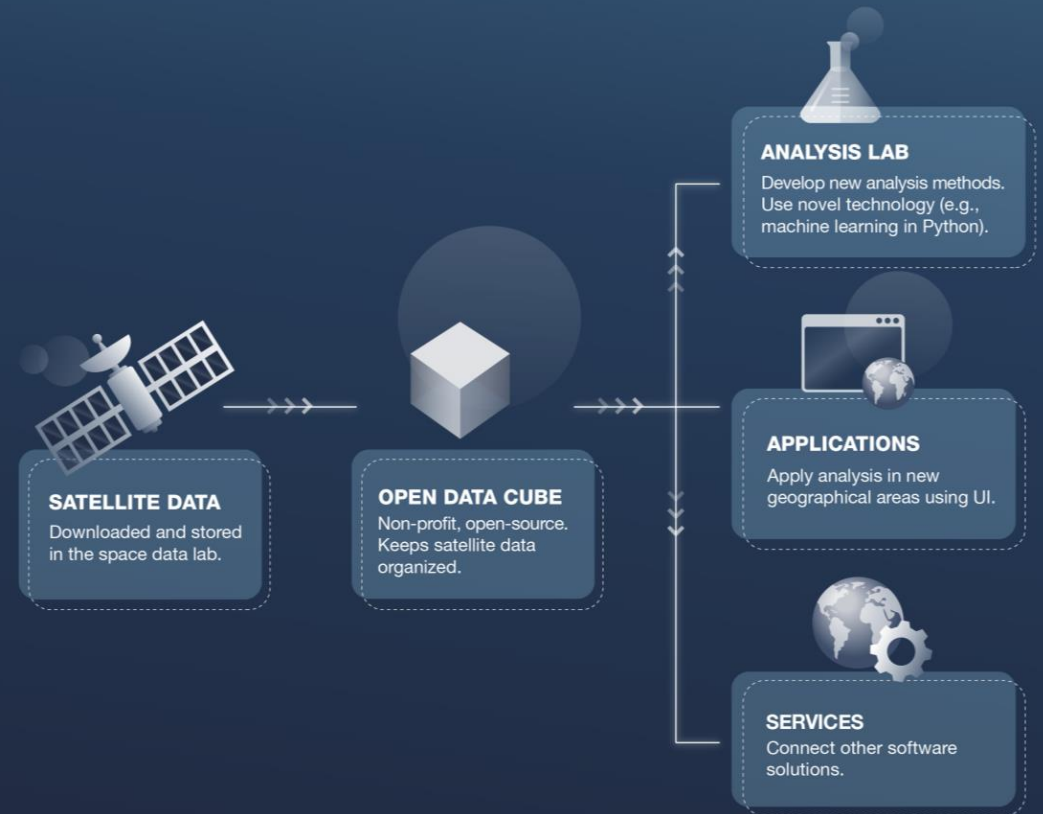 SATELLITE DATA
Downloaded and stored
in the space data lab.
OPEN DATA CUBE
Non-profit, open-source.
Keeps satellite data
organized.
ANALYSIS LAB
Develop new analysis methods.
Use novel technology (e.g.,
machine learning in Python).
APPLICATIONS
Apply analysis in new
geographical areas using UI.
SERVICES
Connect other software
solutions.